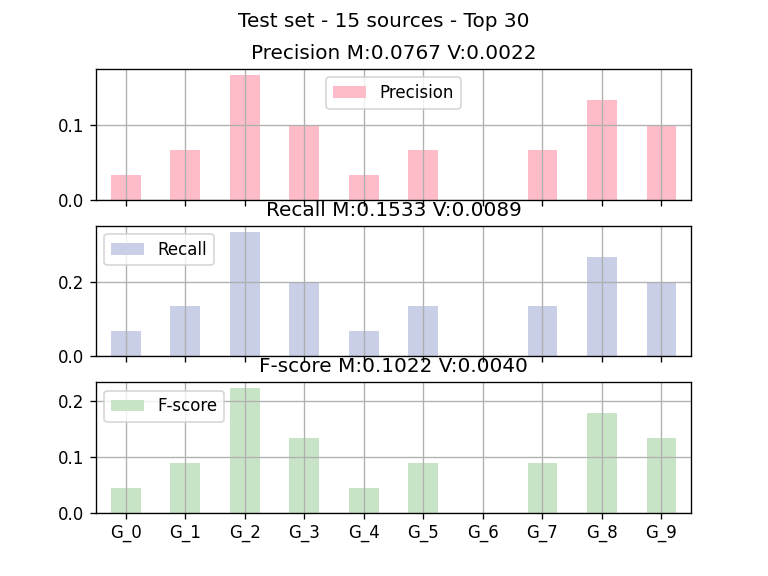 Test set - 15 sources - Top 30
Precision M:0.0767 V:0.0022
Precision
0.1
0.0
Recall M:0.1533 V:0.0089
Recall
0.2
0.0
F-score M:0.1022 V:0.0040
F-score
0.2
0.1
0.0
G_0 G_1 G_2 G_3 G_4 G_5 G_6 G_7 G_8 G_9